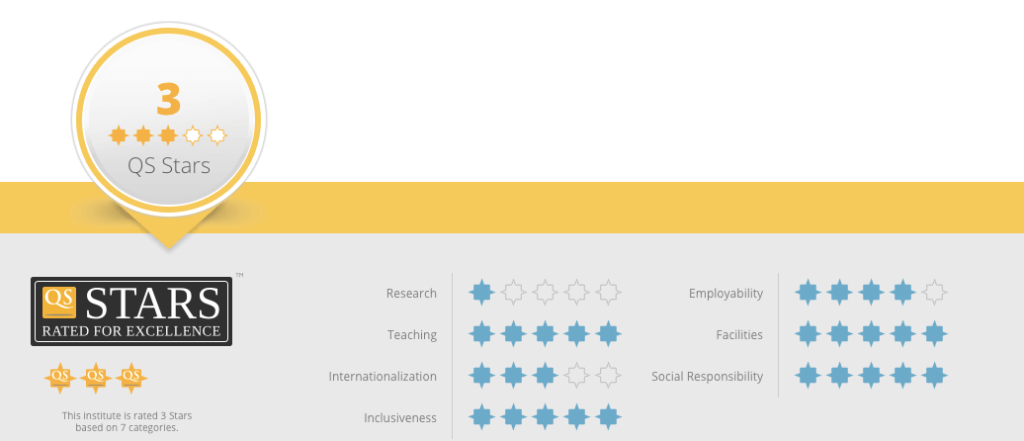 3
QS Stars
QS STARS ™
RATED FOR EXCELLENCE
QS QS QS
This institute is rated 3 Stars
based on 7 categories.
Research
Teaching
Internationalization
Inclusiveness
Employability
Facilities
Social Responsibility